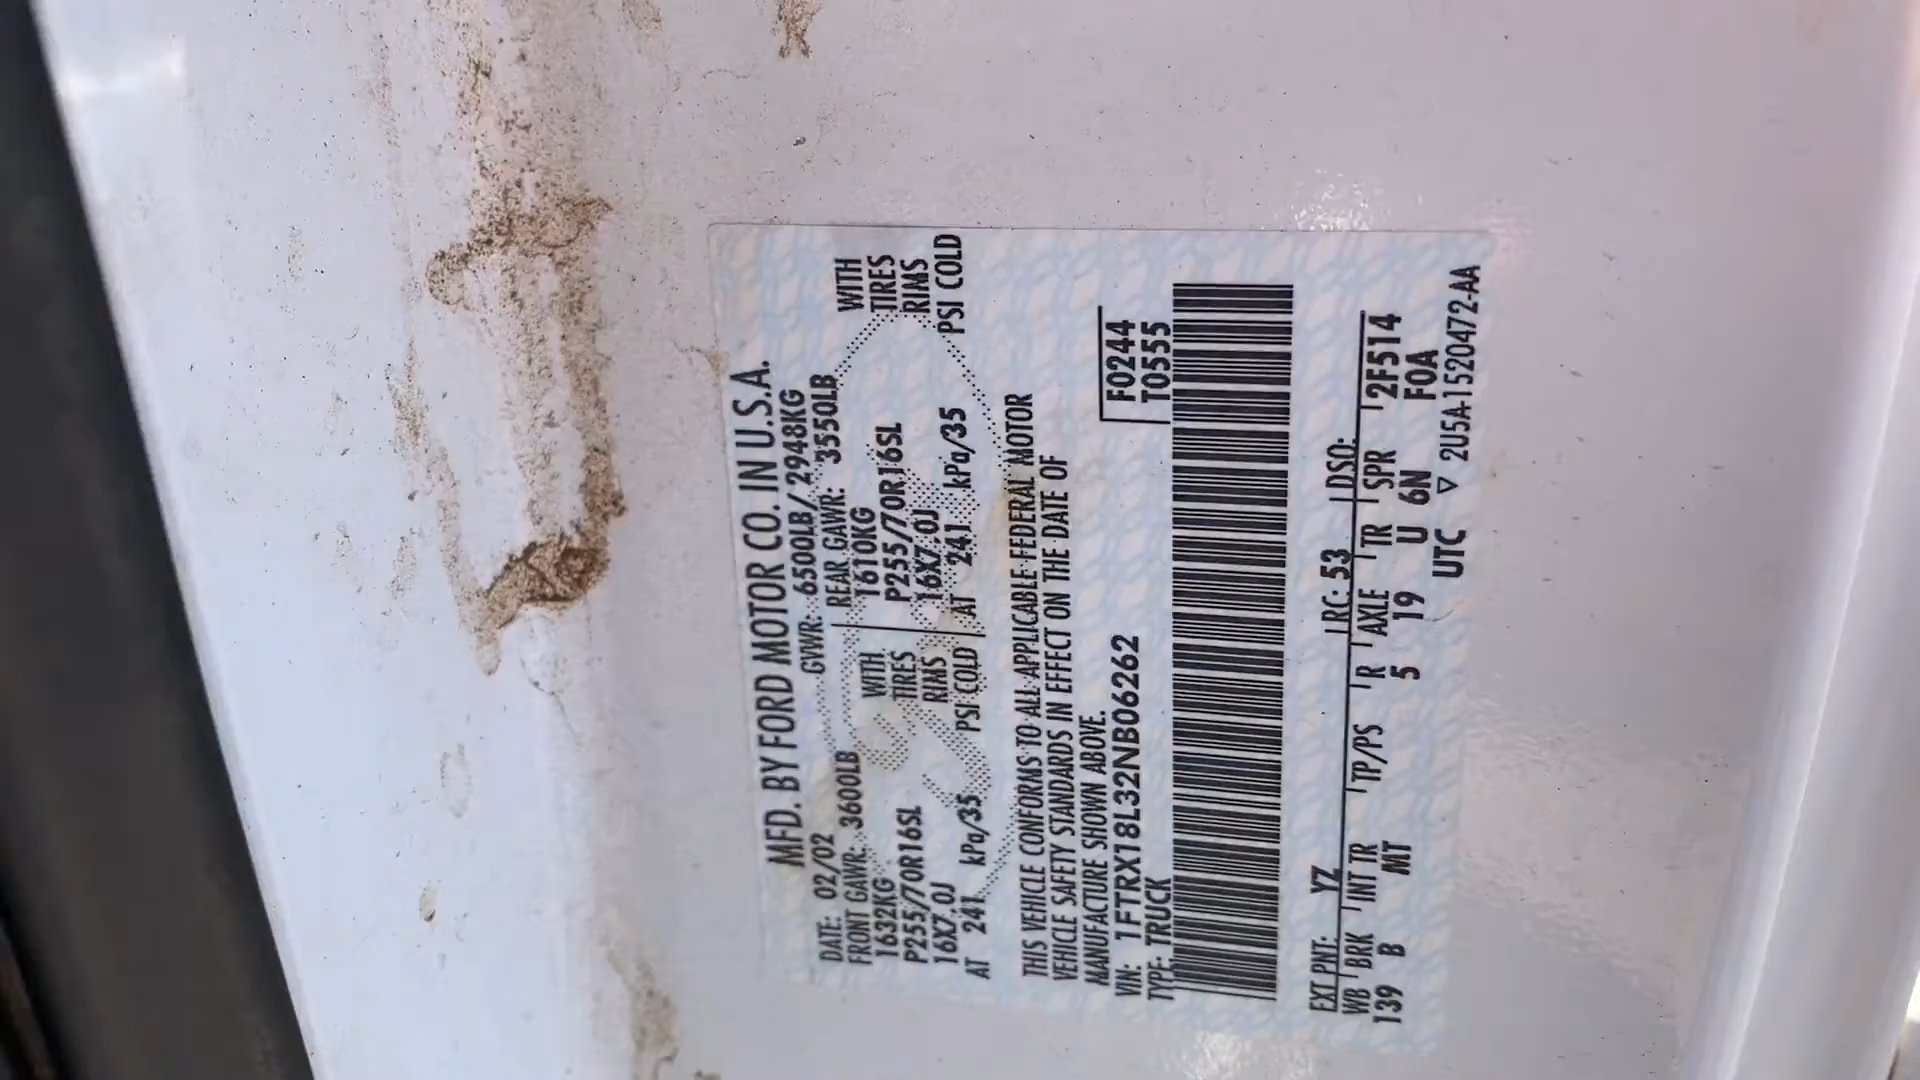 MFD. BY FORD MOTOR CO. IN U.S.A.
DATE: 02/02 GVWR: 6500LB/2948KG
FRONT GAWR: 3600LB REAR GAWR: 3550LB
1632KG WITH 1610KG WITH
P255/70R16SL TIRES P255/70R16SL TIRES
16X7.0J RIMS 16X7.0J RIMS
AT 241 kPa/35 PSI COLD AT 241 kPa/35 PSI COLD
THIS VEHICLE CONFORMS TO ALL APPLICABLE FEDERAL MOTOR
VEHICLE SAFETY STANDARDS IN EFFECT ON THE DATE OF
MANUFACTURE SHOWN ABOVE.
VIN: 1FTRX18L32NB06262 F0244
TYPE: TRUCK T0555
EXT PNT: YZ RC: 53 DSO:
WB BRK INT TR TP/PS R AXLE TR SPR 2F514
139 B MT 5 19 U 6N F0A
UTC ▽ 2U5A-1520472-AA